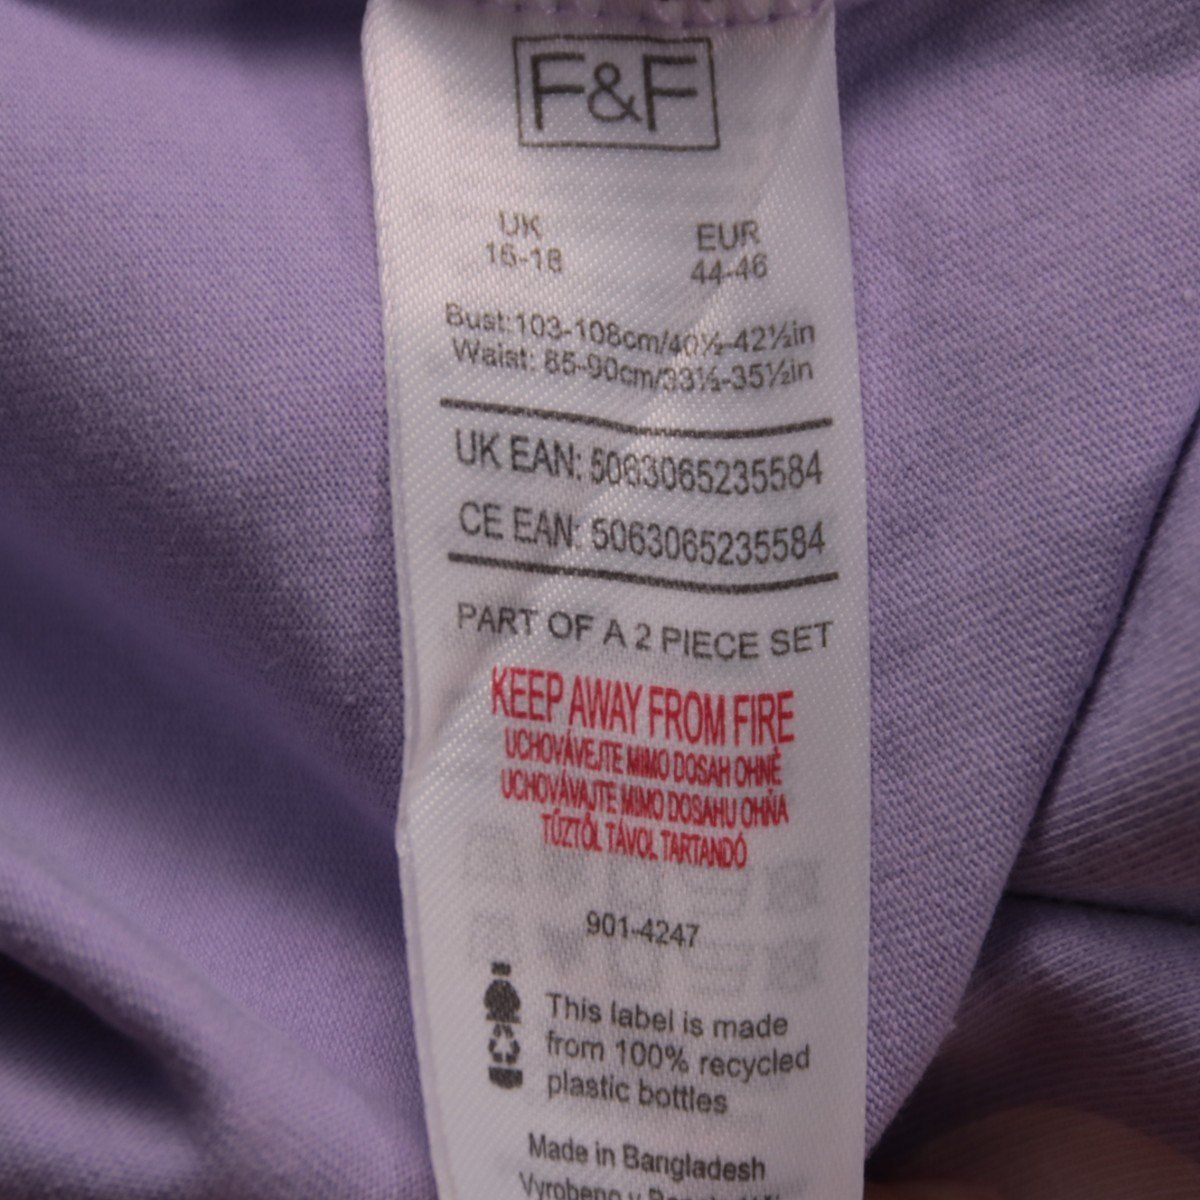 F&F
UK EUR
16-18 44-46
Bust:103-108cm/40½-42½in
Waist: 85-90cm/33½-35½in
UK EAN: 5063065235584
CE EAN: 5063065235584
PART OF A 2 PIECE SET
KEEP AWAY FROM FIRE
UCHOVÁVEJTE MIMO DOSAH OHNĚ
UCHOVÁVAJTE MIMO DOSAHU OHŇA
TŰZTŐL TÁVOL TARTANDÓ
901-4247
This label is made
from 100% recycled
plastic bottles
Made in Bangladesh
Vyrobeno v